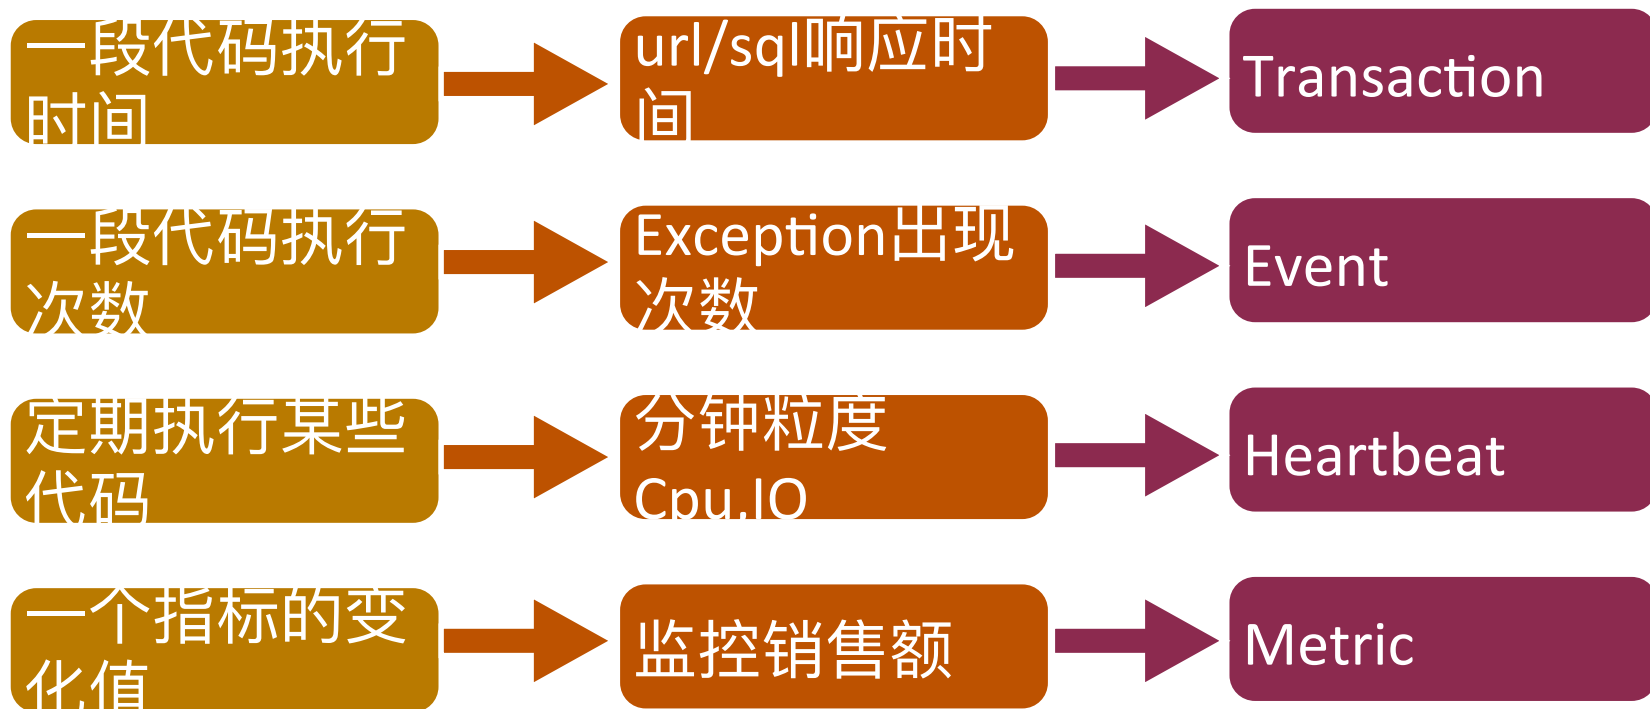 一段代码执行
时间
url/sql响应时
间
Transaction
一段代码执行
次数
Exception出现
次数
Event
定期执行某些
代码
分钟粒度
Cpu,IO
Heartbeat
一个指标的变
化值
监控销售额
Metric